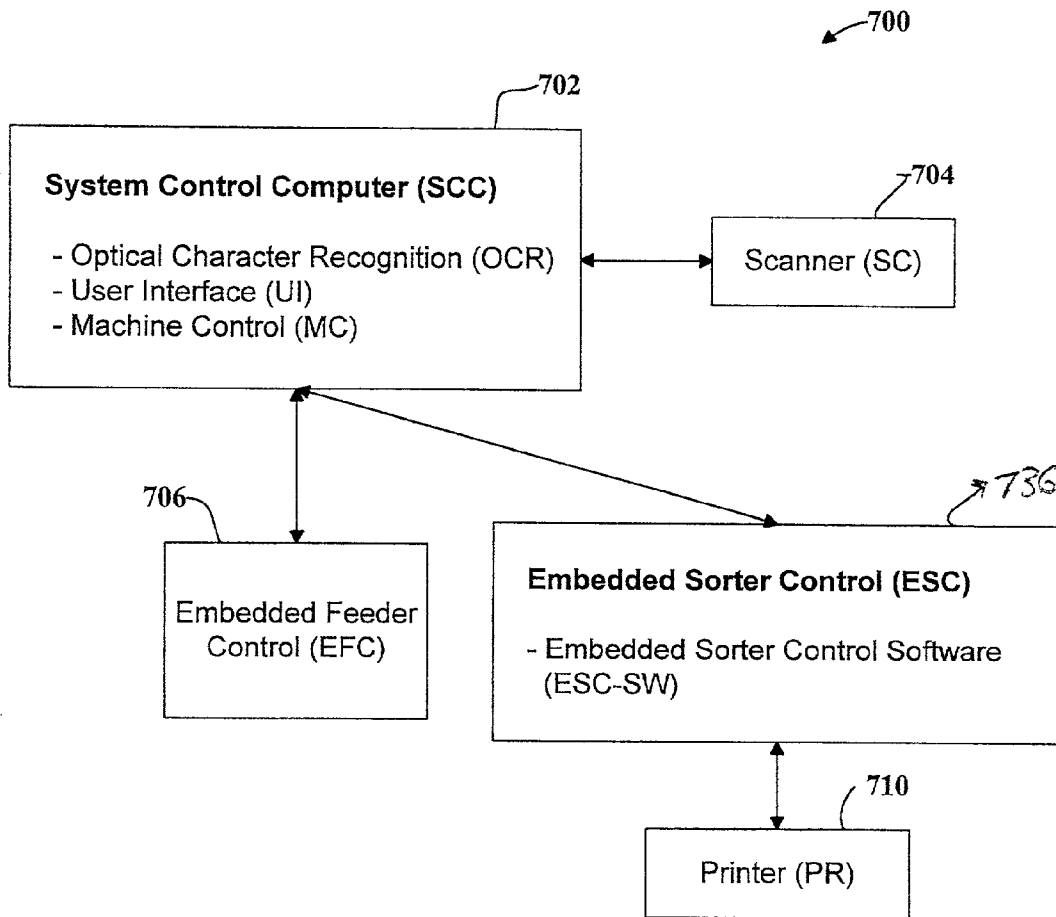 700
702
System Control Computer (SCC)
- Optical Character Recognition (OCR)
- User Interface (UI)
- Machine Control (MC)
704
Scanner (SC)
706
Embedded Feeder
Control (EFC)
736
Embedded Sorter Control (ESC)
- Embedded Sorter Control Software
(ESC-SW)
710
Printer (PR)